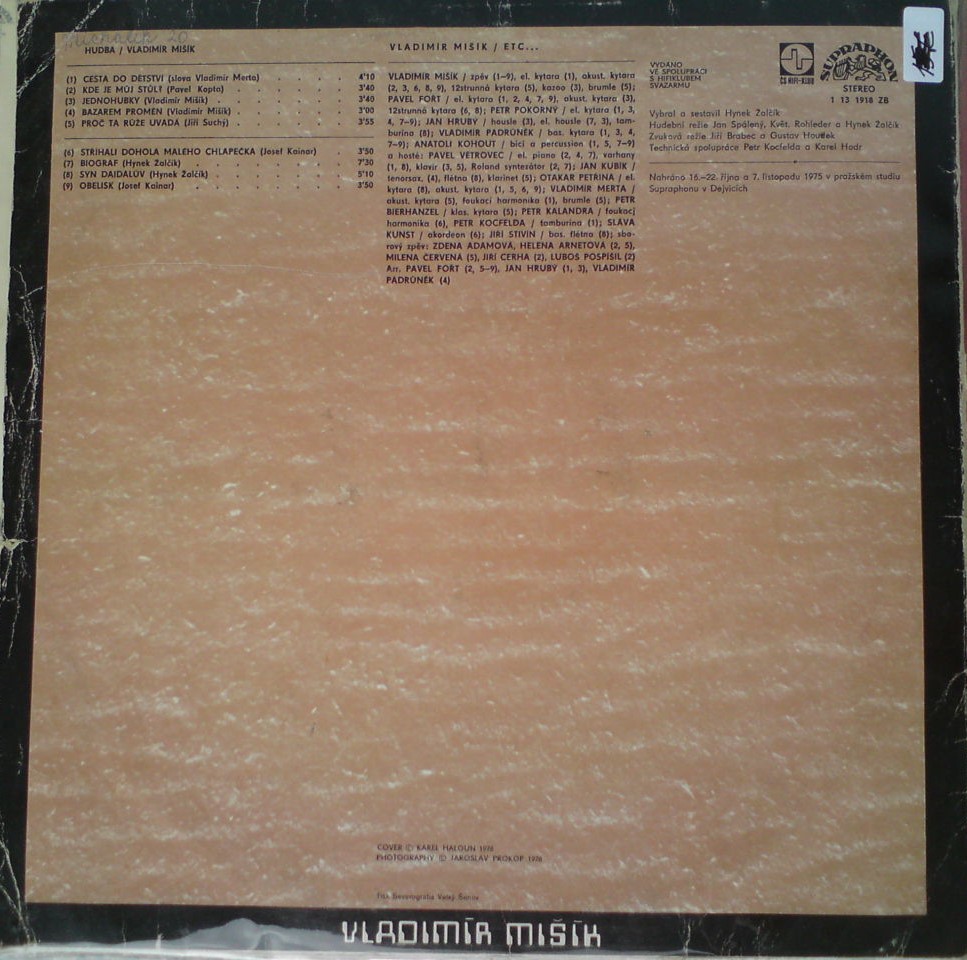 Michalik 20
HUDBA / VLADIMÍR MIŠÍK
(1) CESTA DO DĚTSTVÍ (slova Vladimír Merta) . . . . 4'10
(2) KDE JE MŮJ STŮL? (Pavel Kopta) . . . . . 3'40
(3) JEDNOHUBKY (Vladimír Mišík) . . . . . . 3'40
(4) BAZAREM PROMĚN (Vladimír Mišík) . . . . . 3'00
(5) PROČ TA RŮŽE UVADÁ (Jiří Suchý) . . . . . 3'55
(6) STŘÍHALI DOHOLA MALÉHO CHLAPEČKA (Josef Kainar) . . 3'50
(7) BIOGRAF (Hynek Žalčík) . . . . . . . 7'30
(8) SYN DAIDALŮV (Hynek Žalčík) . . . . . . 5'10
(9) OBELISK (Josef Kainar) . . . . . . . 3'50
VLADIMÍR MIŠÍK / ETC...
VLADIMÍR MIŠÍK / zpěv (1–9), el. kytara (1), akust. kytara
(2, 3, 6, 8, 9), 12strunná kytara (5), kazoo (3), brumle (5);
PAVEL FOŘT / el. kytara (1, 2, 4, 7, 9), akust. kytara (3),
12strunná kytara (6, 8); PETR POKORNÝ / el. kytara (1, 3,
4, 7–9); JAN HRUBÝ / housle (3), el. housle (7, 3), tam-
burína (8); VLADIMÍR PADRŮNĚK / bas. kytara (1, 3, 4,
7–9); ANATOLI KOHOUT / bicí a percussion (1, 5, 7–9)
a hosté: PAVEL VĚTROVEC / el. piano (2, 4, 7), varhany
(1, 8), klavír (3, 5), Roland syntezátor (2, 7); JAN KUBÍK /
tenorsax. (4), flétna (8), klarinet (5); OTAKAR PETŘINA / el.
kytara (8), akust. kytara (1, 5, 6, 9); VLADIMÍR MERTA /
akust. kytara (5), foukací harmonika (1), brumle (5); PETR
BIERHANZEL / klas. kytara (5); PETR KALANDRA / foukací
harmonika (6), PETR KOCFELDA / tamburína (1); SLÁVA
KUNST / akordeon (6); JIŘÍ STIVÍN / bas. flétna (8); sbo-
rový zpěv: ZDENA ADAMOVÁ, HELENA ARNETOVÁ (2, 5),
MILENA ČERVENÁ (5), JIŘÍ CERHA (2), LUBOŠ POSPÍŠIL (2)
Arr. PAVEL FOŘT (2, 5–9), JAN HRUBÝ (1, 3), VLADIMÍR
PADRŮNĚK (4)
VYDÁNO
VE SPOLUPRÁCI
S HIFIKLUBEM
SVAZARMU
ČS HIFI-KLUB
SUPRAPHON
STEREO
1 13 1918 ZB
Vybral a sestavil Hynek Žalčík
Hudební režie Jan Spálený, Květ. Rohleder a Hynek Žalčík
Zvuková režie Jiří Brabec a Gustav Houdek
Technická spolupráce Petr Kocfelda a Karel Hodr
Nahráno 16.–22. října a 7. listopadu 1975 v pražském studiu
Supraphonu v Dejvicích
COVER © KAREL HALOUN 1976
PHOTOGRAPHY © JAROSLAV PROKOP 1976
VLADIMÍR MIŠÍK